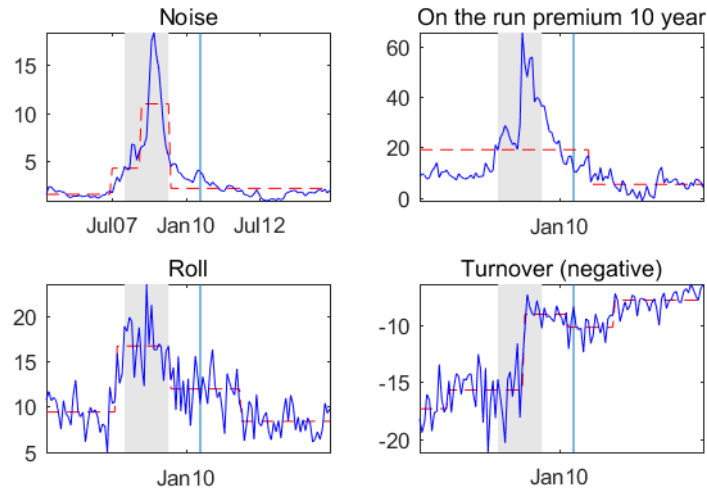 Noise
15
10
5
Jul07 Jan10 Jul12
On the run premium 10 year
60
40
20
0
Jan10
Roll
20
15
10
5
Jan10
Turnover (negative)
-10
-15
-20
Jan10